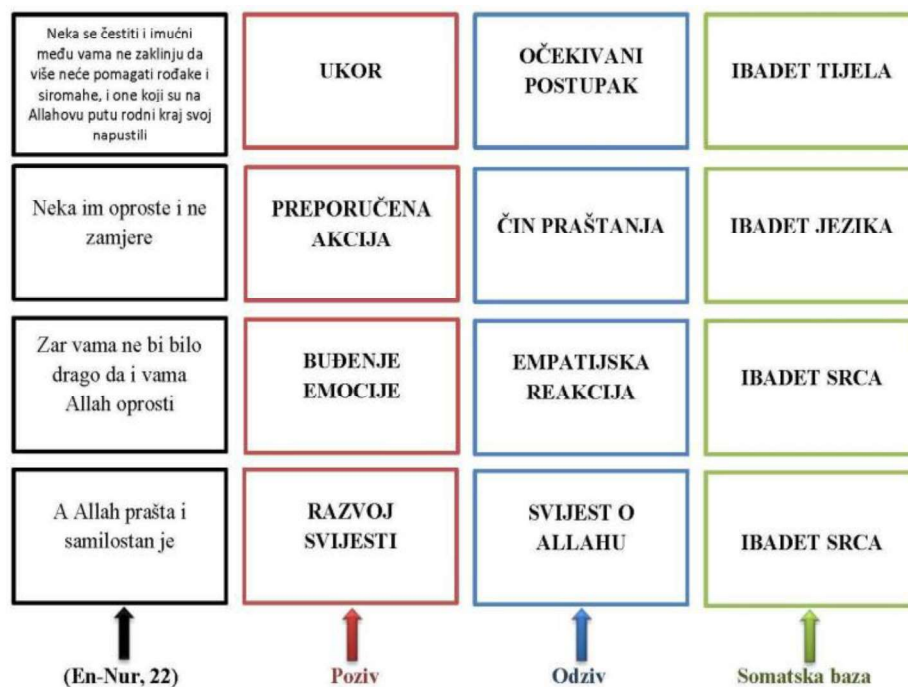 Neka se čestiti i imućni
među vama ne zaklinju da
više neće pomagati rođake i
siromahe, i one koji su na
Allahovu putu rodni kraj svoj
napustili
UKOR
OČEKIVANI
POSTUPAK
IBADET TIJELA
Neka im oproste i ne
zamjere
PREPORUČENA
AKCIJA
ČIN PRAŠTANJA
IBADET JEZIKA
Zar vama ne bi bilo
drago da i vama
Allah oprosti
BUĐENJE
EMOCIJE
EMPATIJSKA
REAKCIJA
IBADET SRCA
A Allah prašta i
samilostan je
RAZVOJ
SVIJESTI
SVIJEST O
ALLAHU
IBADET SRCA
(En-Nur, 22)
Poziv
Odziv
Somatska baza